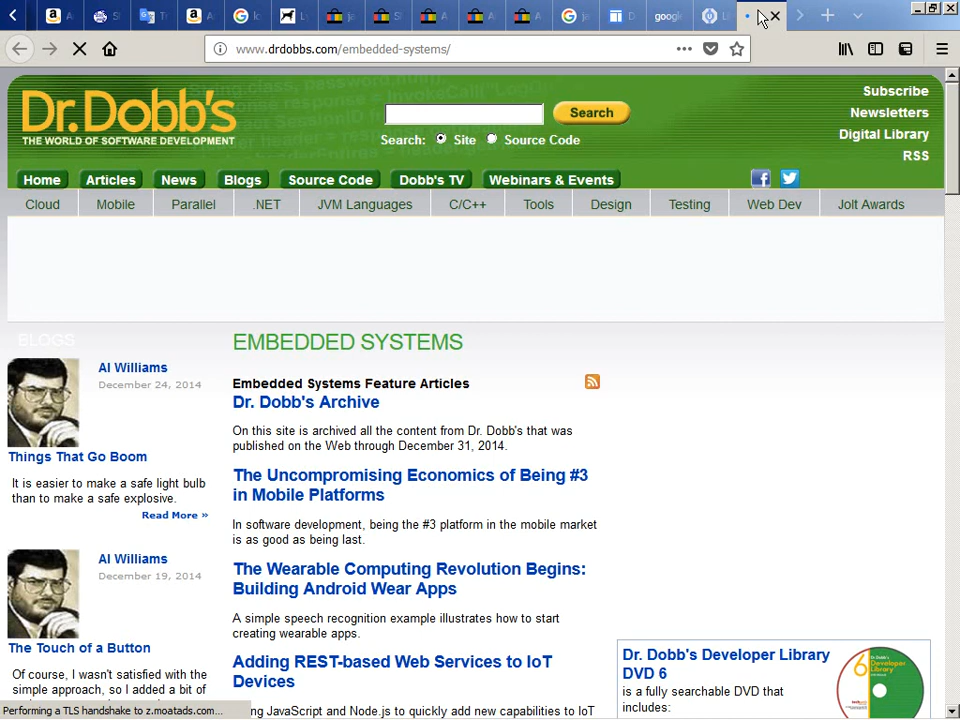 www.drdobbs.com/embedded-systems/
Dr.Dobb's
THE WORLD OF SOFTWARE DEVELOPMENT
Search
Search: Site Source Code
Subscribe
Newsletters
Digital Library
RSS
Home Articles News Blogs Source Code Dobb's TV Webinars & Events
Cloud Mobile Parallel .NET JVM Languages C/C++ Tools Design Testing Web Dev Jolt Awards
BLOGS
Al Williams
December 24, 2014
Things That Go Boom
It is easier to make a safe light bulb
than to make a safe explosive.
Read More »
Al Williams
December 19, 2014
The Touch of a Button
Of course, I wasn't satisfied with the
simple approach, so I added a bit of
EMBEDDED SYSTEMS
Embedded Systems Feature Articles
Dr. Dobb's Archive
On this site is archived all the content from Dr. Dobb's that was
published on the Web through December 31, 2014.
The Uncompromising Economics of Being #3
in Mobile Platforms
In software development, being the #3 platform in the mobile market
is as good as being last.
The Wearable Computing Revolution Begins:
Building Android Wear Apps
A simple speech recognition example illustrates how to start
creating wearable apps.
Adding REST-based Web Services to IoT
Devices
JavaScript and Node.js to quickly add new capabilities to IoT
Dr. Dobb's Developer Library
DVD 6
is a fully searchable DVD that
includes:
Performing a TLS handshake to z.moatads.com...